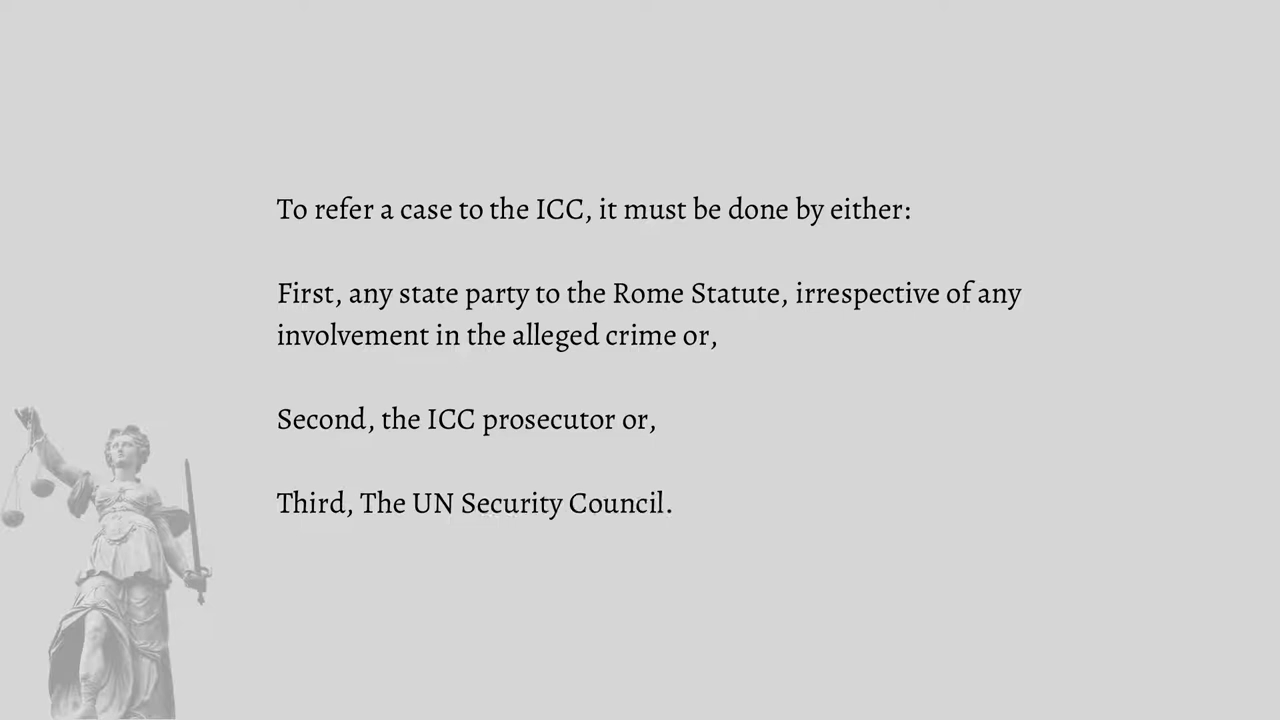 To refer a case to the ICC, it must be done by either:
First, any state party to the Rome Statute, irrespective of any
involvement in the alleged crime or,
Second, the ICC prosecutor or,
Third, The UN Security Council.